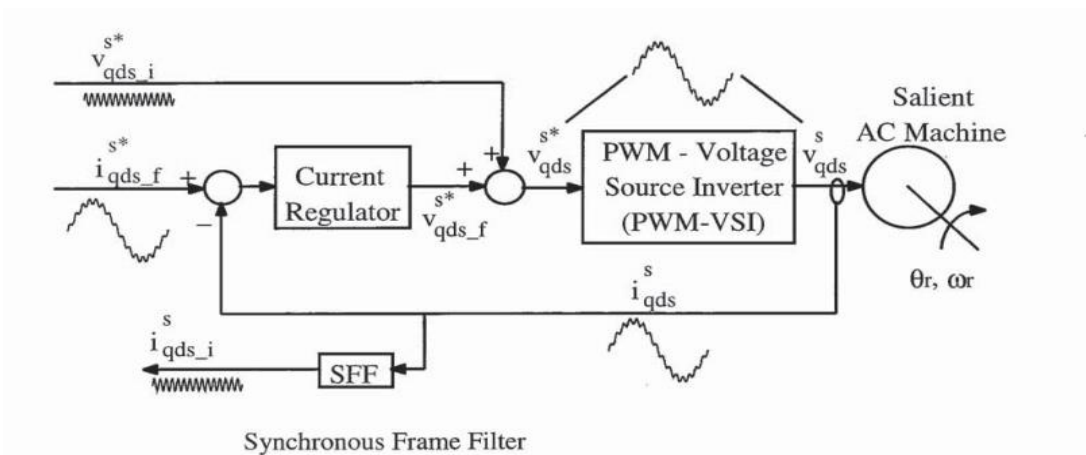 s*
v
qds_i
s*
i
qds_f
+
−
Current
Regulator
+
+
s*
v
qds_f
s*
v
qds
PWM - Voltage
Source Inverter
(PWM-VSI)
s
v
qds
Salient
AC Machine
θr, ωr
s
i
qds
s
i
qds_i
SFF
Synchronous Frame Filter